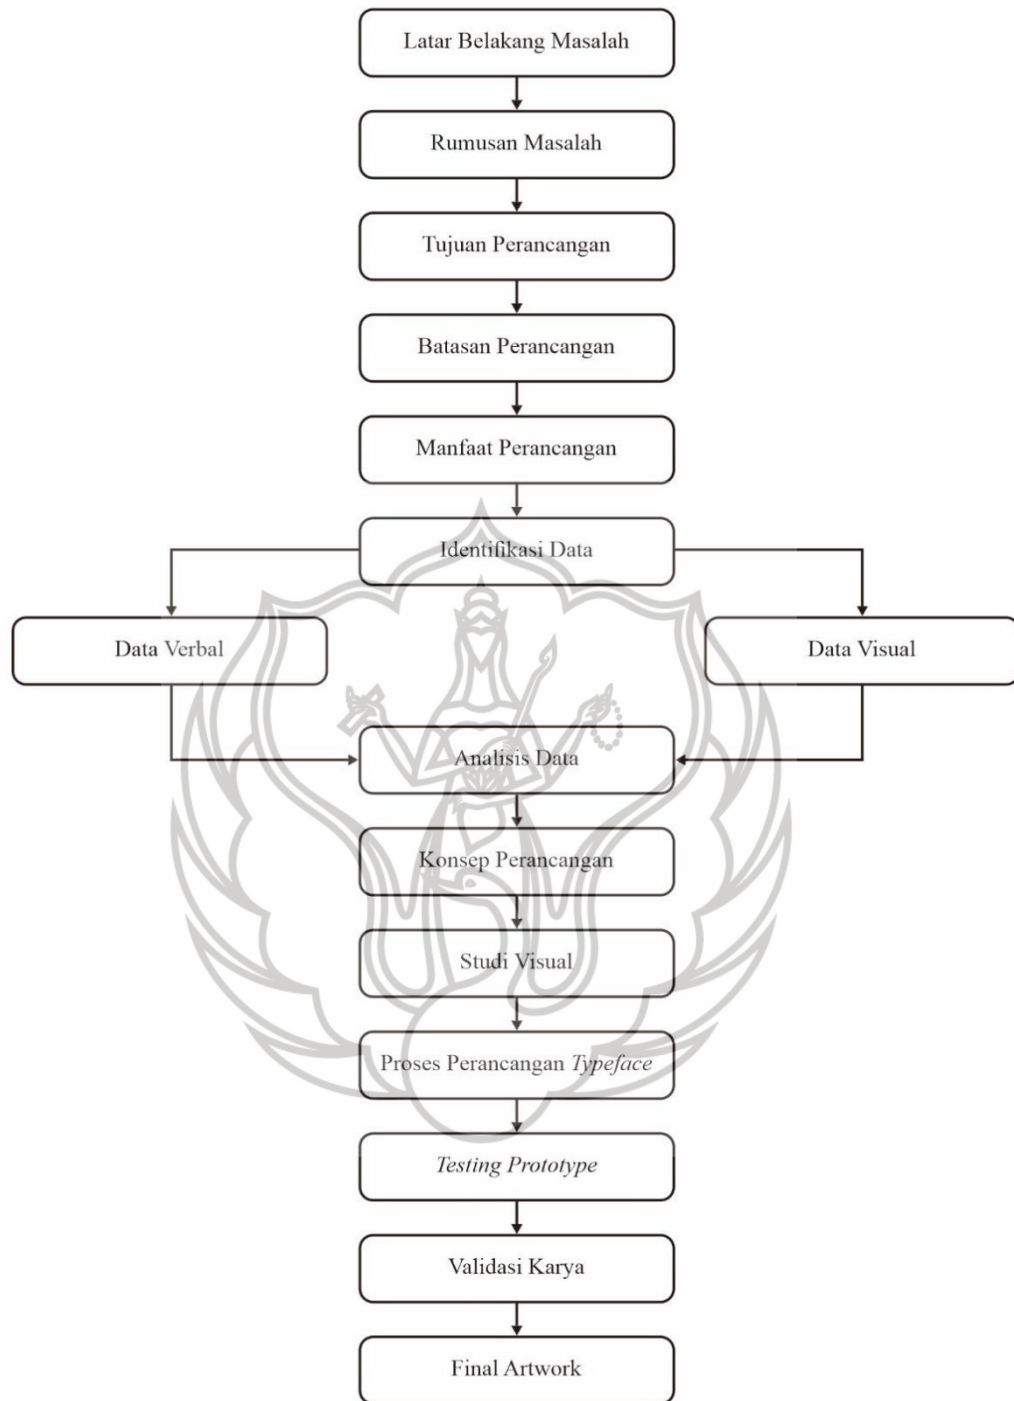 Latar Belakang Masalah
Rumusan Masalah
Tujuan Perancangan
Batasan Perancangan
Manfaat Perancangan
Identifikasi Data
Data Verbal
Data Visual
Analisis Data
Konsep Perancangan
Studi Visual
Proses Perancangan Typeface
Testing Prototype
Validasi Karya
Final Artwork